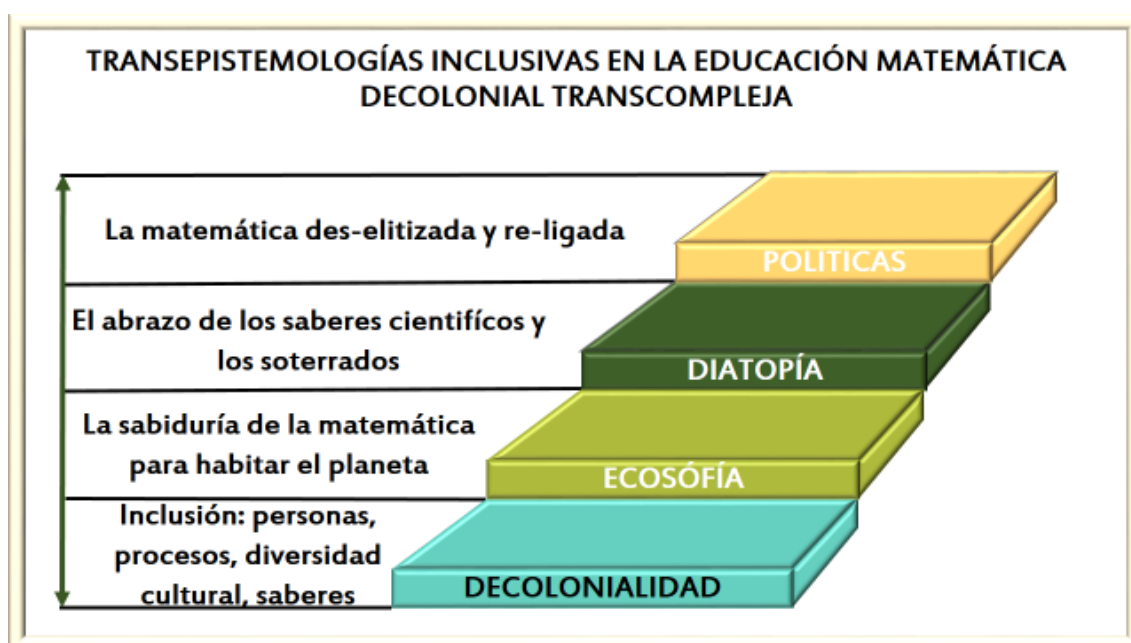 TRANSEPISTEMOLOGÍAS INCLUSIVAS EN LA EDUCACIÓN MATEMÁTICA
DECOLONIAL TRANSCOMPLEJA
La matemática des-elitizada y re-ligada
POLITICAS
El abrazo de los saberes cientifícos y
los soterrados
DIATOPÍA
La sabiduría de la matemática
para habitar el planeta
ECOSÓFÍA
Inclusión: personas,
procesos, diversidad
cultural, saberes
DECOLONIALIDAD